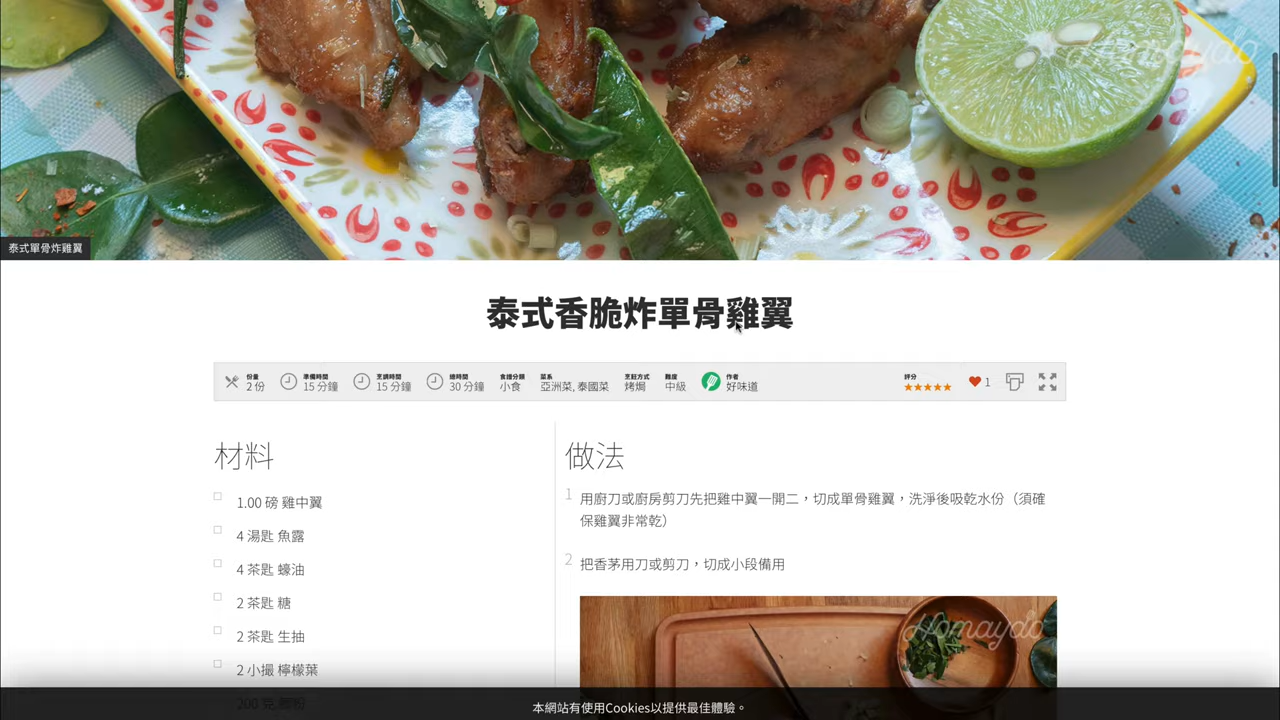 Homaydo
泰式單骨炸雞翼
泰式香脆炸單骨雞翼
份量
2 份
準備時間
15 分鐘
烹調時間
15 分鐘
總時間
30 分鐘
食譜分類
小食
菜系
亞洲菜, 泰國菜
烹飪方式
烤焗
難度
中級
作者
好味道
評分
★★★★★
1
材料
1.00 磅 雞中翼
4 湯匙 魚露
4 茶匙 蠔油
2 茶匙 糖
2 茶匙 生抽
2 小撮 檸檬葉
做法
1 用廚刀或廚房剪刀先把雞中翼一開二，切成單骨雞翼，洗淨後吸乾水份（須確
保雞翼非常乾）
2 把香茅用刀或剪刀，切成小段備用
Homaydo
本網站有使用Cookies以提供最佳體驗。